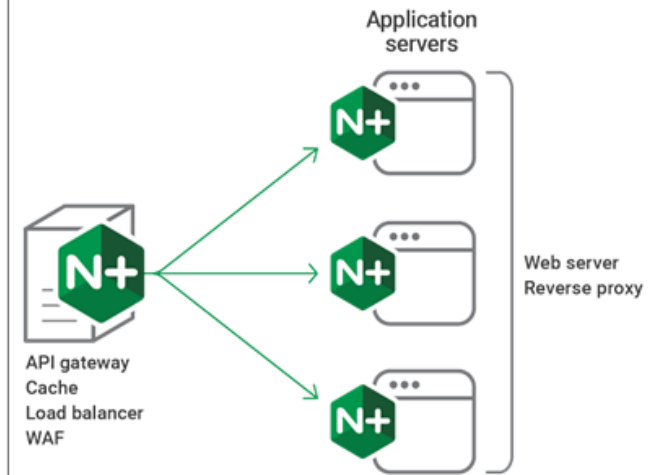 Application
servers
N+
N+
N+
N+
Web server
Reverse proxy
API gateway
Cache
Load balancer
WAF